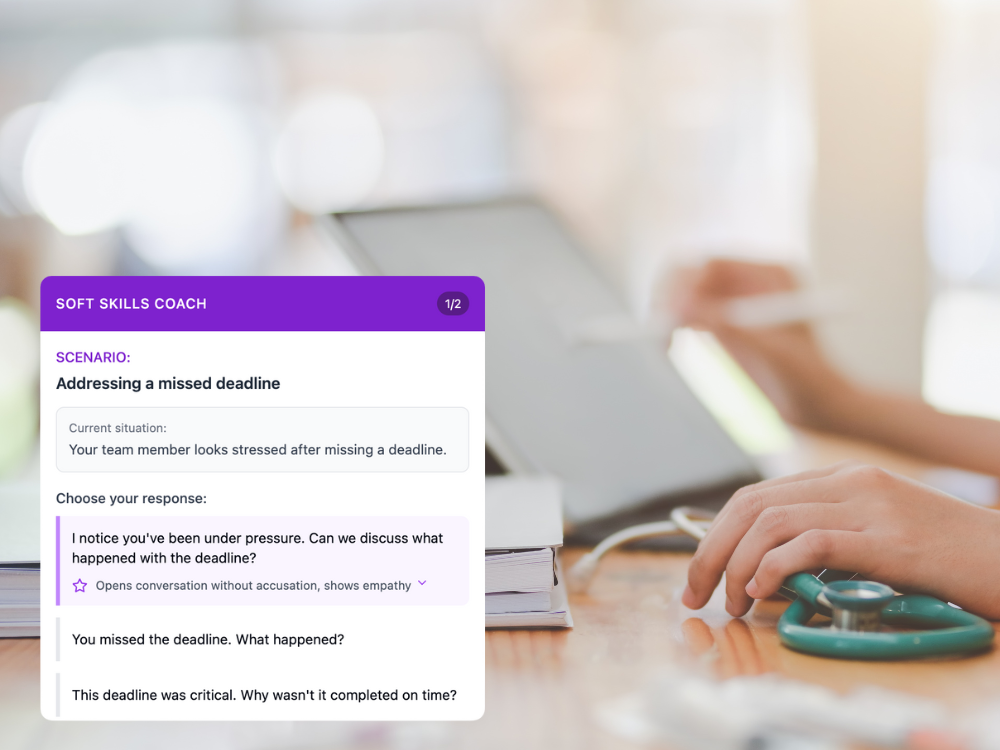 SOFT SKILLS COACH
1/2
SCENARIO:
Addressing a missed deadline
Current situation:
Your team member looks stressed after missing a deadline.
Choose your response:
I notice you've been under pressure. Can we discuss what
happened with the deadline?
Opens conversation without accusation, shows empathy
You missed the deadline. What happened?
This deadline was critical. Why wasn't it completed on time?